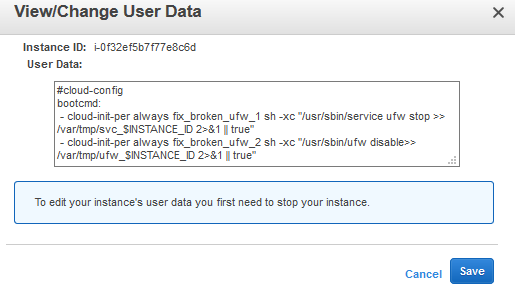 View/Change User Data
Instance ID: i-0f32ef5b7f77e8c6d
User Data:
#cloud-config
bootcmd:
- cloud-init-per always fix_broken_ufw_1 sh -xc "/usr/sbin/service ufw stop >>
/var/tmp/svc_$INSTANCE_ID 2>&1 || true"
- cloud-init-per always fix_broken_ufw_2 sh -xc "/usr/sbin/ufw disable>>
/var/tmp/ufw_$INSTANCE_ID 2>&1 || true"
To edit your instance's user data you first need to stop your instance.
Cancel Save